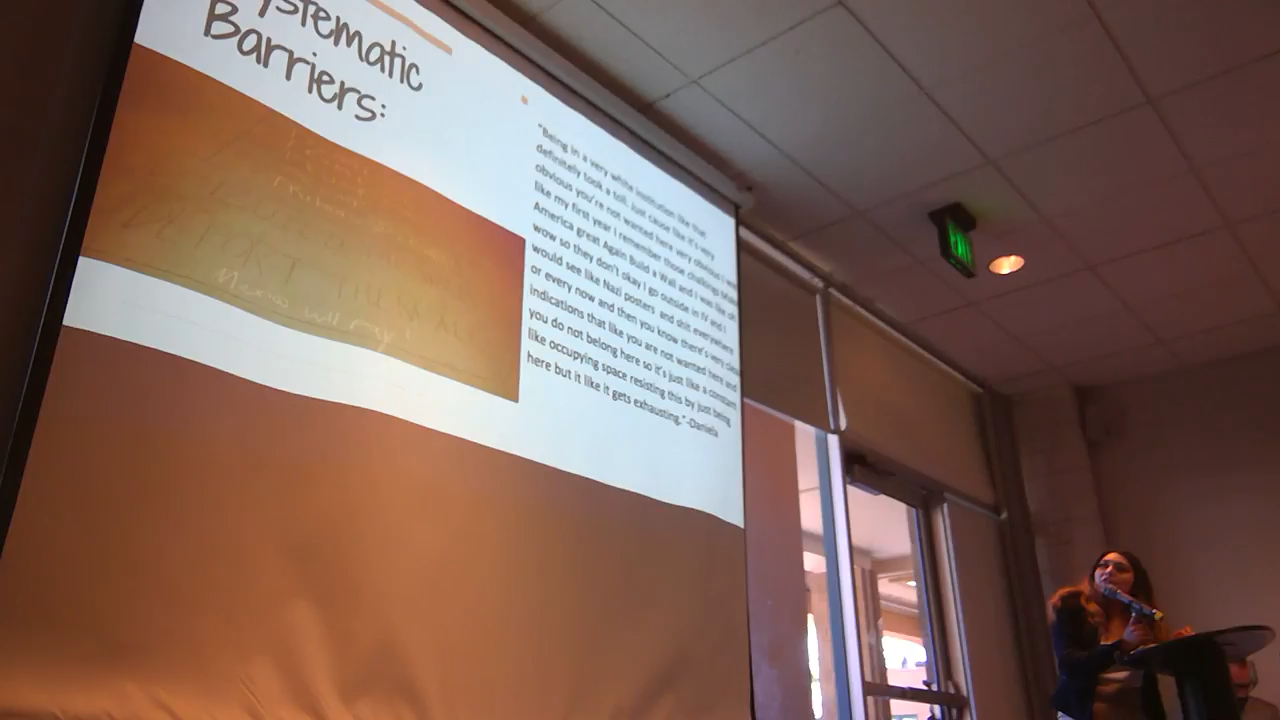 ystematic
Barriers:
"Being in a very white institution like that
definitely took a toll. Just cause like it's very
obvious you're not wanted here very obvious I was
like my first year I remember those chalkings Make
America great Again Build a Wall and I was like oh
wow so they don't okay I go outside in IV and I
would see like Nazi posters and shit everywhere
or every now and then you know there's very clear
indications that like you are not wanted here and
you do not belong here so it's just like a constant
like occupying space resisting this by just being
here but it like it gets exhausting."-Daniela
Mexico will pay!
EXIT